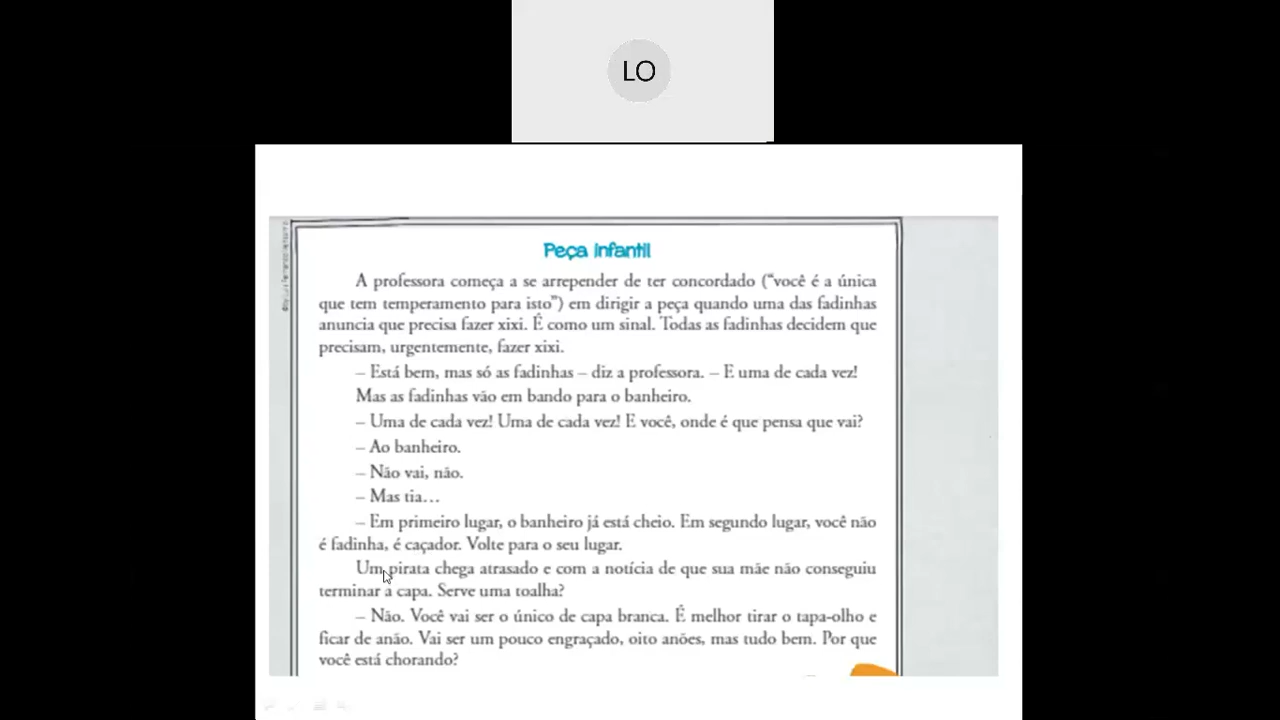 LO
Peça Infantil
A professora começa a se arrepender de ter concordado (“você é a única
que tem temperamento para isto”) em dirigir a peça quando uma das fadinhas
anuncia que precisa fazer xixi. É como um sinal. Todas as fadinhas decidem que
precisam, urgentemente, fazer xixi.
– Está bem, mas só as fadinhas – diz a professora. – E uma de cada vez!
Mas as fadinhas vão em bando para o banheiro.
– Uma de cada vez! Uma de cada vez! E você, onde é que pensa que vai?
– Ao banheiro.
– Não vai, não.
– Mas tia…
– Em primeiro lugar, o banheiro já está cheio. Em segundo lugar, você não
é fadinha, é caçador. Volte para o seu lugar.
Um pirata chega atrasado e com a notícia de que sua mãe não conseguiu
terminar a capa. Serve uma toalha?
– Não. Você vai ser o único de capa branca. É melhor tirar o tapa-olho e
ficar de anão. Vai ser um pouco engraçado, oito anões, mas tudo bem. Por que
você está chorando?